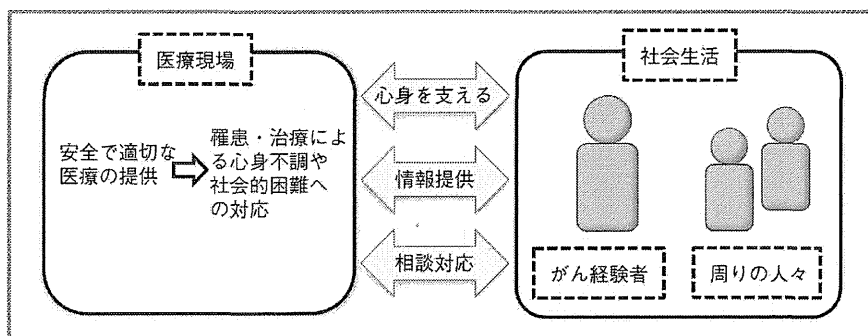 医療現場
安全で適切な
医療の提供
罹患・治療によ
る心身不調や
社会的困難へ
の対応
心身を支える
情報提供
相談対応
社会生活
がん経験者
周りの人々